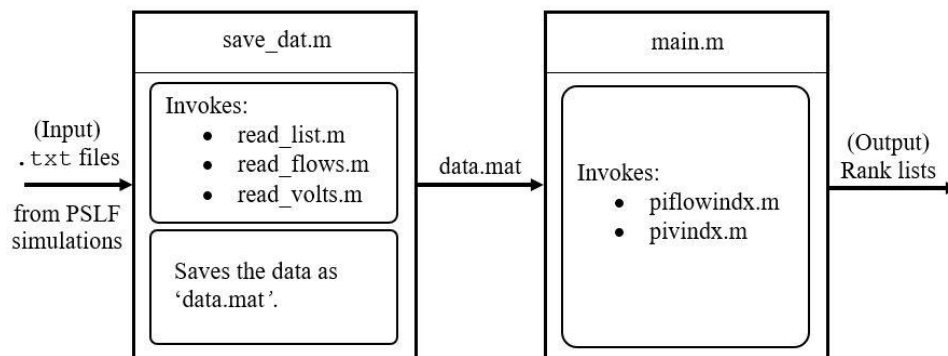 (Input)
.txt files
from PSLF
simulations
save_dat.m
Invokes:
• read_list.m
• read_flows.m
• read_volts.m
Saves the data as
‘data.mat’.
data.mat
main.m
Invokes:
• piflowindx.m
• pivindx.m
(Output)
Rank lists